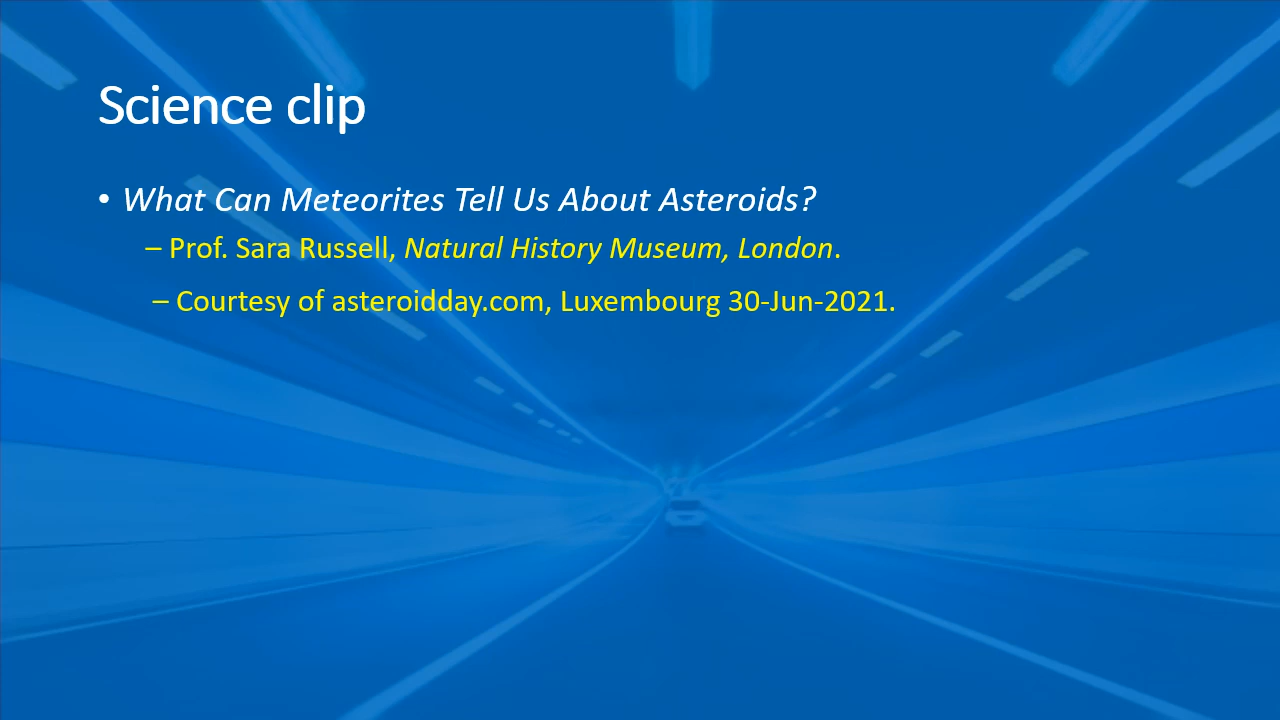 Science clip
• What Can Meteorites Tell Us About Asteroids?
– Prof. Sara Russell, Natural History Museum, London.
– Courtesy of asteroidday.com, Luxembourg 30-Jun-2021.